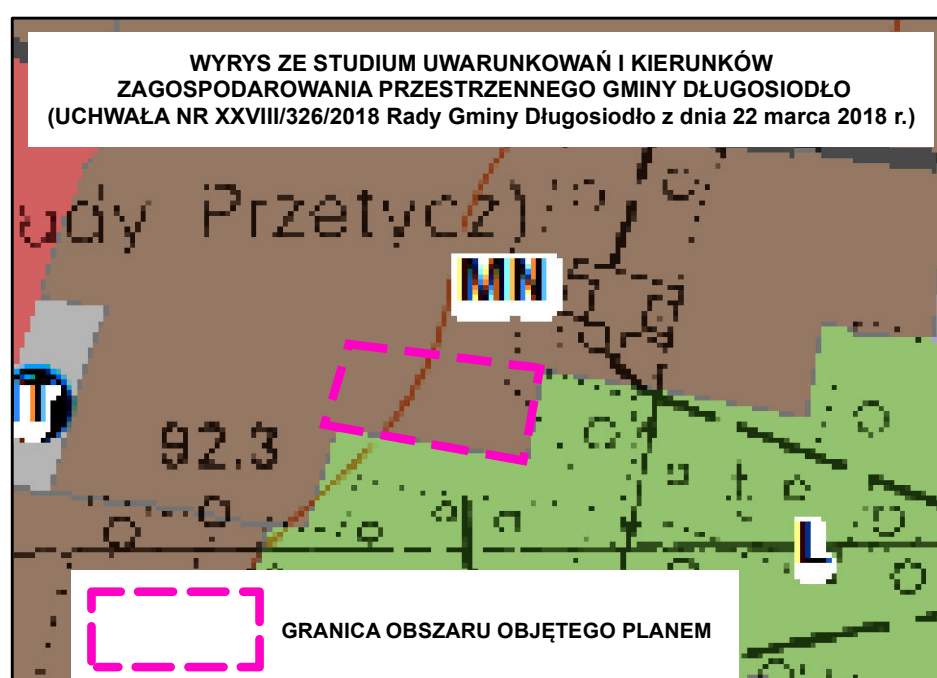 WYRYS ZE STUDIUM UWARUNKOWAŃ I KIERUNKÓW
ZAGOSPODAROWANIA PRZESTRZENNEGO GMINY DŁUGOSIODŁO
(UCHWAŁA NR XXVIII/326/2018 Rady Gminy Długosiodło z dnia 22 marca 2018 r.)
udy Przetycz)
MN
T
92.3
L
GRANICA OBSZARU OBJĘTEGO PLANEM